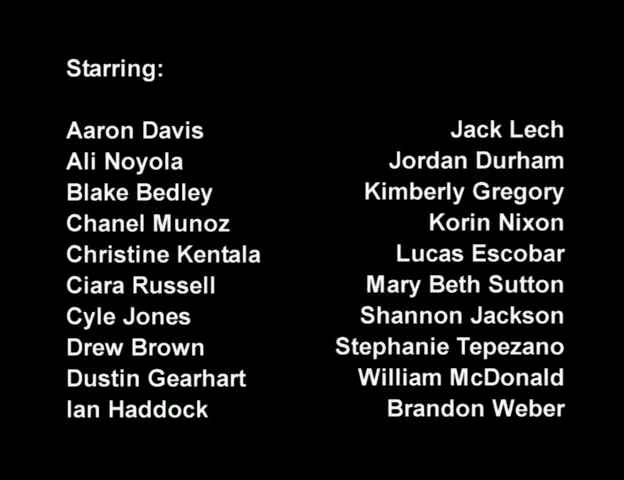 Starring:
Aaron Davis
Ali Noyola
Blake Bedley
Chanel Munoz
Christine Kentala
Ciara Russell
Cyle Jones
Drew Brown
Dustin Gearhart
Ian Haddock
Jack Lech
Jordan Durham
Kimberly Gregory
Korin Nixon
Lucas Escobar
Mary Beth Sutton
Shannon Jackson
Stephanie Tepezano
William McDonald
Brandon Weber